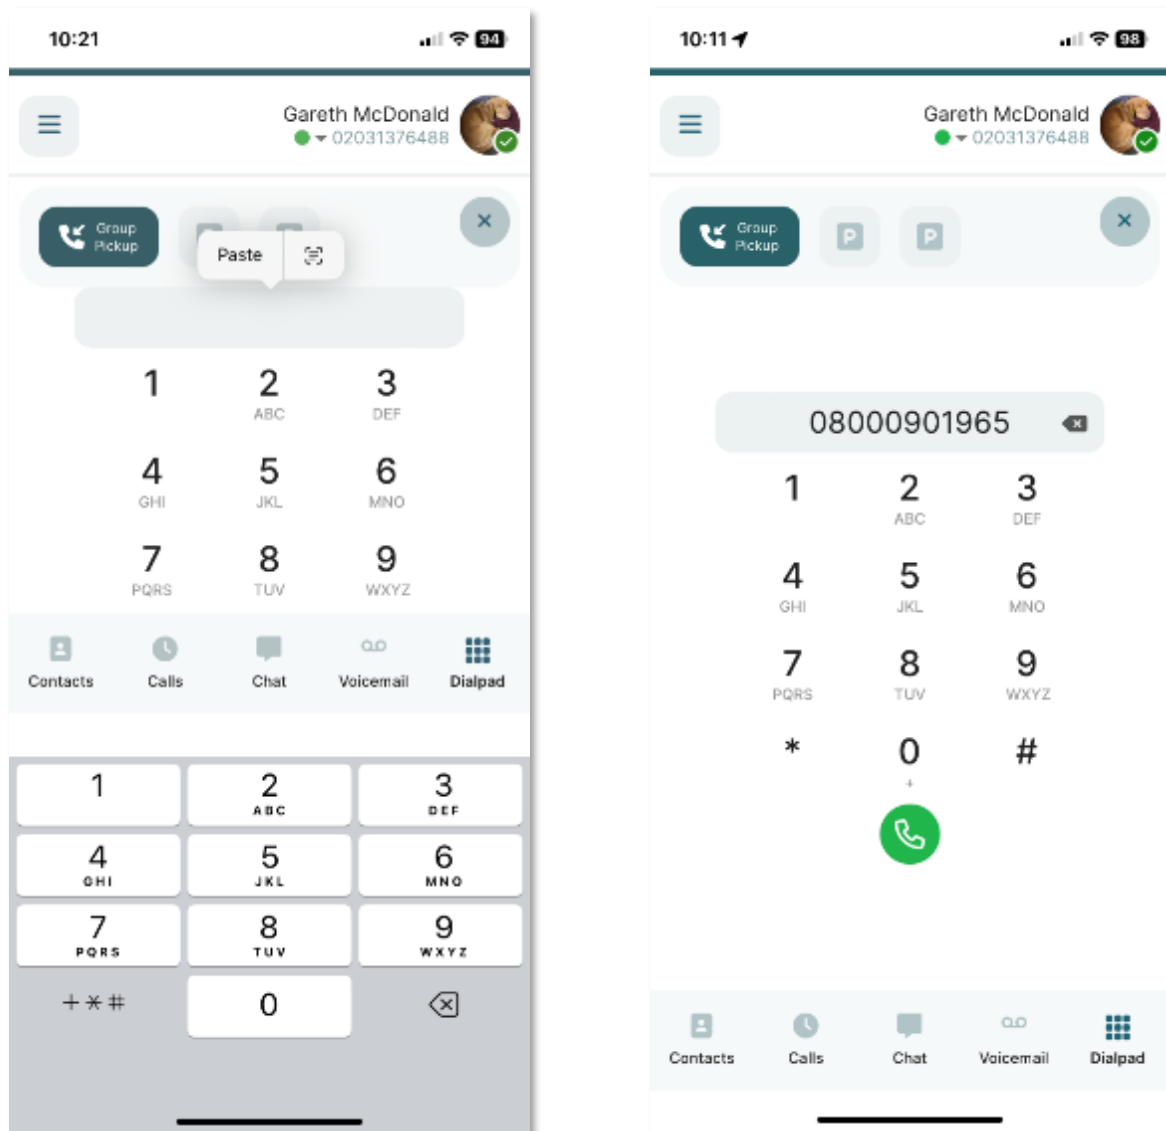 10:21
94
Gareth McDonald
02031376488
Group
Pickup
Paste
1
2
3
ABC
DEF
4
5
6
GHI
JKL
MNO
7
8
9
PQRS
TUV
WXYZ
Contacts
Calls
Chat
Voicemail
Dialpad
1
2
3
ABC
DEF
4
5
6
GHI
JKL
MNO
7
8
9
PQRS
TUV
WXYZ
+*#
0
10:11
98
Gareth McDonald
02031376488
Group
Pickup
P
P
08000901965
1
2
3
ABC
DEF
4
5
6
GHI
JKL
MNO
7
8
9
PQRS
TUV
WXYZ
*
0
#
+
Contacts
Calls
Chat
Voicemail
Dialpad